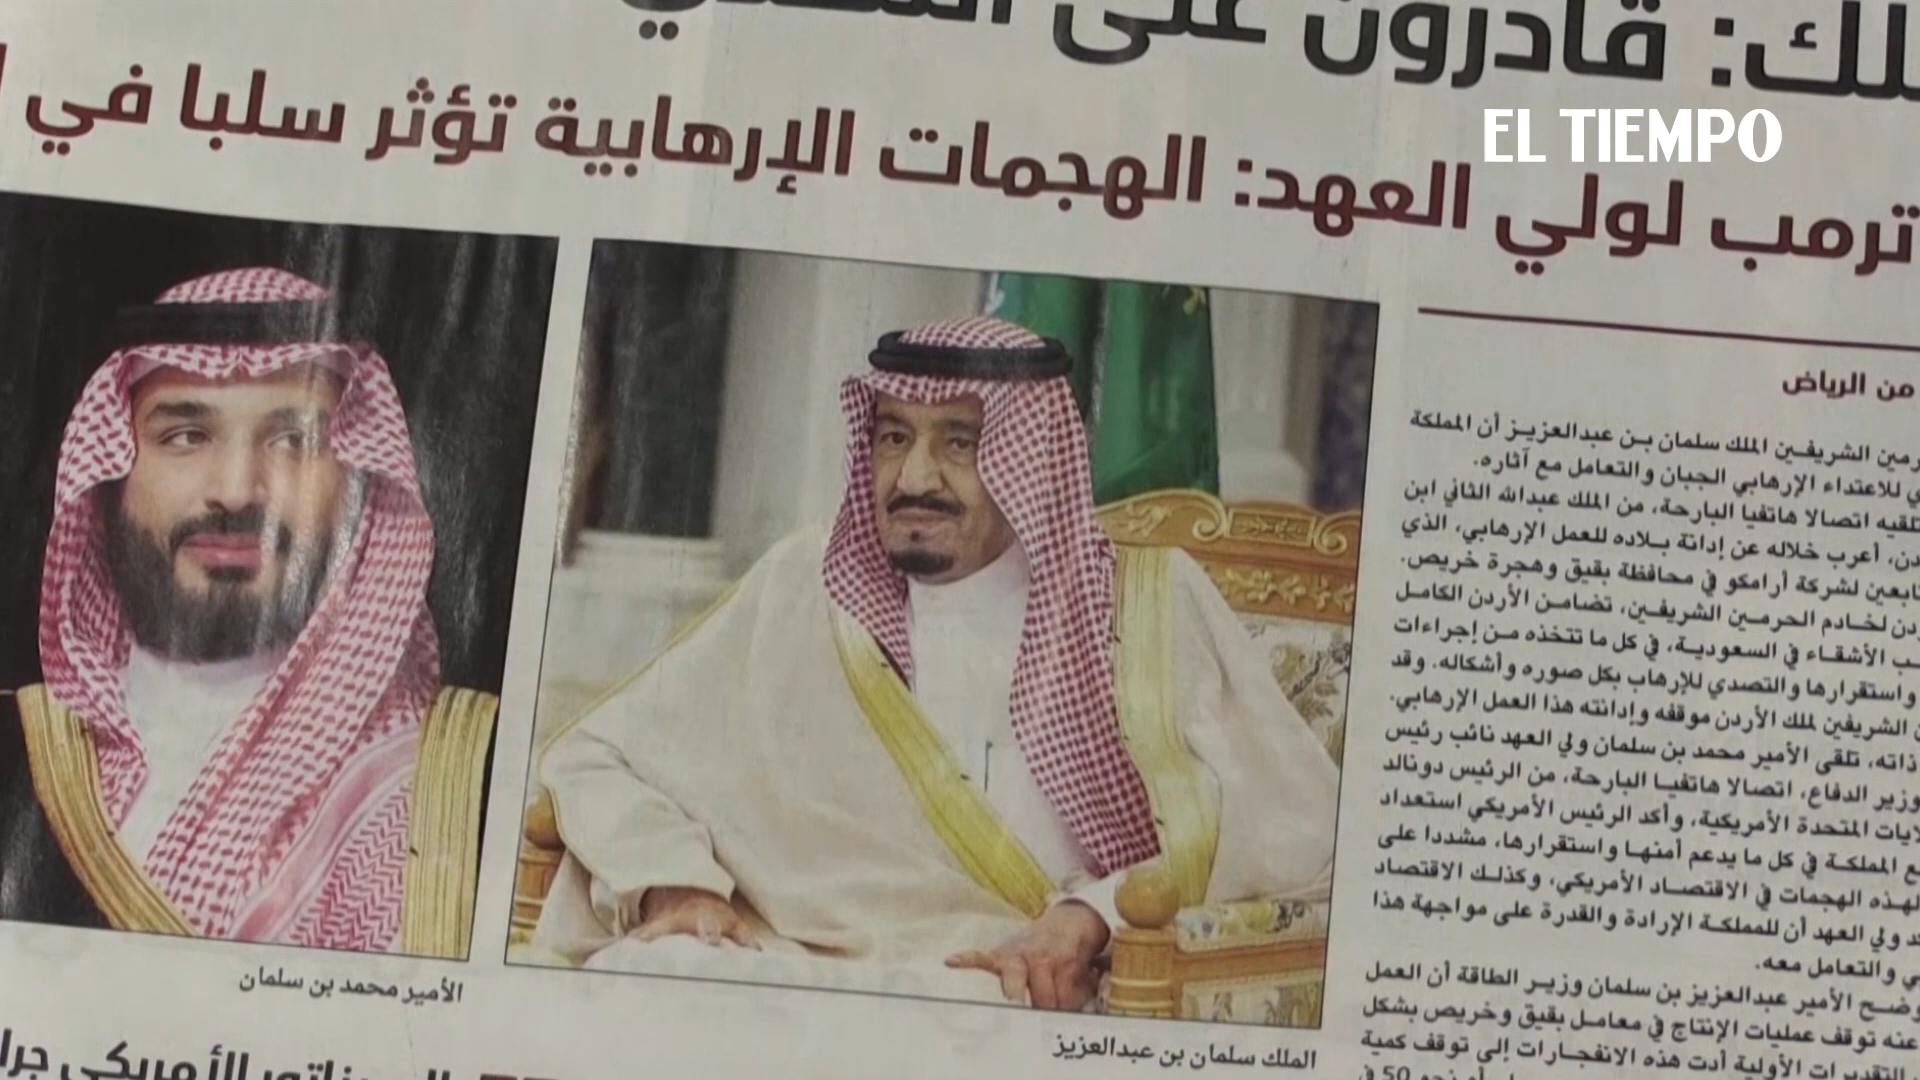 لك: قادرون على
EL TIEMPO
ترمب لولي العهد: الهجمات الإرهابية تؤثر سلبا في
من الرياض
الشريفين الملك سلمان بن عبدالعزيز أن المملكة
للاعتداء الإرهابي الجبان والتعامل مع آثاره.
تلقيه اتصالا هاتفيا البارحة، من الملك عبدالله الثاني ابن
أعرب خلاله عن إدانة بلاده للعمل الإرهابي، الذي
تابعين لشركة أرامكو في محافظة بقيق وهجرة خريص.
لخادم الحرمين الشريفين، تضامن الأردن الكامل
الأشقاء في السعودية، في كل ما تتخذه من إجراءات
واستقرارها والتصدي للإرهاب بكل صوره وأشكاله. وقد
الشريفين لملك الأردن موقفه وإدانته هذا العمل الإرهابي.
ذاته، تلقى الأمير محمد بن سلمان ولي العهد نائب رئيس
وزير الدفاع، اتصالا هاتفيا البارحة، من الرئيس دونالد
المتحدة الأمريكية، وأكد الرئيس الأمريكي استعداد
المملكة في كل ما يدعم أمنها واستقرارها، مشددا على
لهذه الهجمات في الاقتصاد الأمريكي، وكذلك الاقتصاد
ولي العهد أن للمملكة الإرادة والقدرة على مواجهة هذا
والتعامل معه.
الأمير عبدالعزيز بن سلمان وزير الطاقة أن العمل
عنه توقف عمليات الإنتاج في معامل بقيق وخريص بشكل
التقديرات الأولية أدت هذه الانفجارات إلى توقف كمية
نحو 50 في
الأمير محمد بن سلمان
الملك سلمان بن عبدالعزيز
الأمريكي